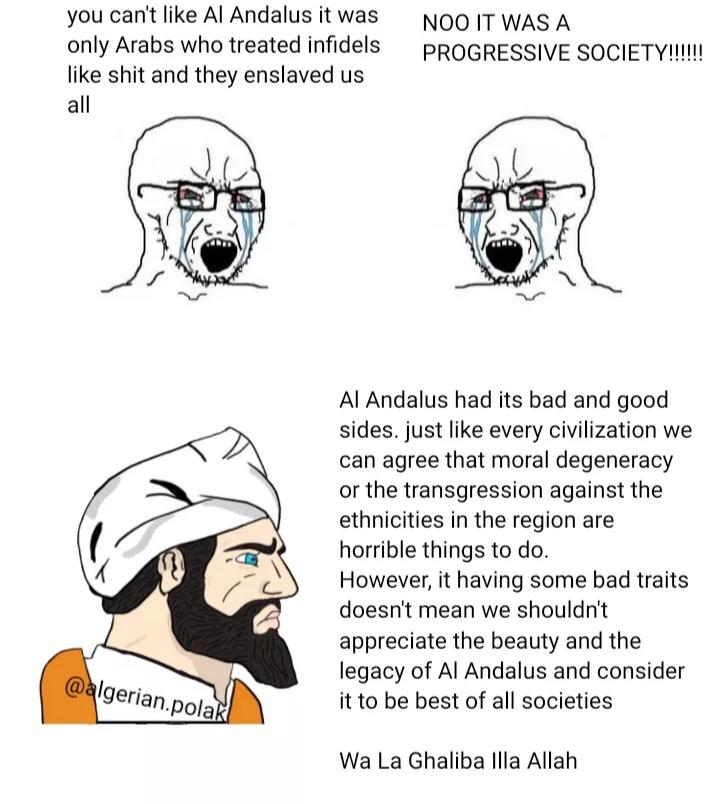 you can't like Al Andalus it was
only Arabs who treated infidels
like shit and they enslaved us
all
NOO IT WAS A
PROGRESSIVE SOCIETY!!!!!!
Al Andalus had its bad and good
sides. just like every civilization we
can agree that moral degeneracy
or the transgression against the
ethnicities in the region are
horrible things to do.
However, it having some bad traits
doesn't mean we shouldn't
appreciate the beauty and the
legacy of Al Andalus and consider
it to be best of all societies
Wa La Ghaliba Illa Allah
@algerian.polak